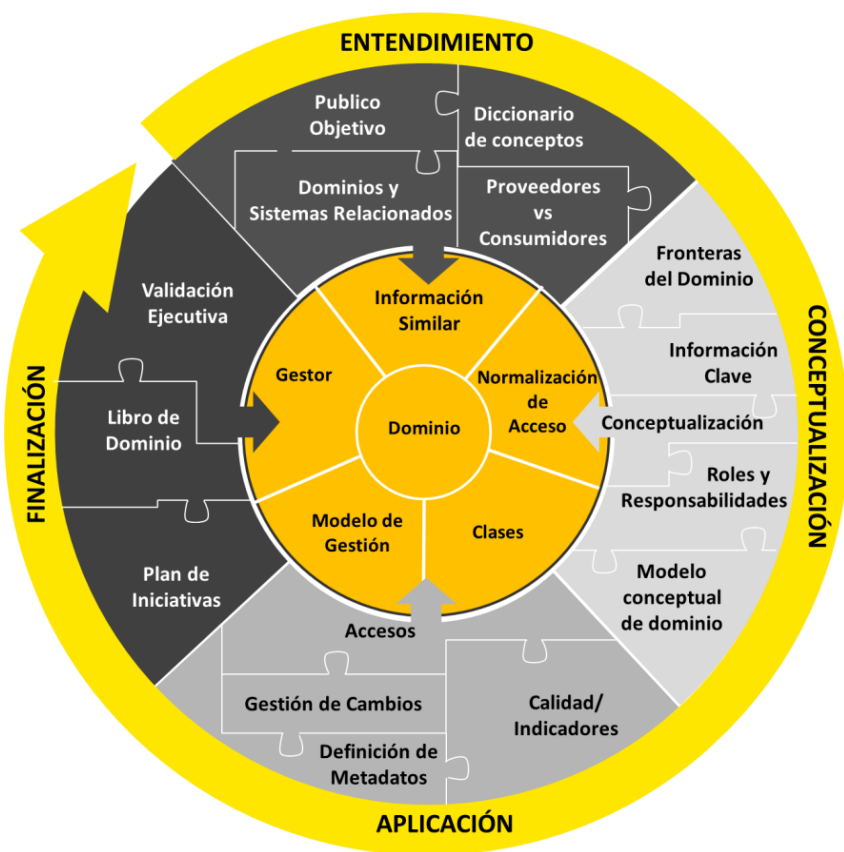 ENTENDIMIENTO
Publico
Objetivo
Diccionario
de conceptos
Dominios y
Sistemas Relacionados
Proveedores
vs
Consumidores
CONCEPTUALIZACIÓN
Fronteras
del Dominio
Información
Clave
Conceptualización
Roles y
Responsabilidades
Modelo
conceptual
de dominio
APLICACIÓN
Accesos
Gestión de Cambios
Definición de
Metadatos
Calidad/
Indicadores
FINALIZACIÓN
Validación
Ejecutiva
Libro de
Dominio
Plan de
Iniciativas
Información
Similar
Normalización
de
Acceso
Clases
Modelo de
Gestión
Gestor
Dominio